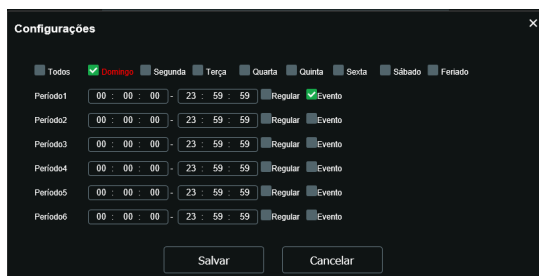 Configurações
×
Todos Domingo Segunda Terça Quarta Quinta Sexta Sábado Feriado
Período1 00 : 00 : 00 - 23 : 59 : 59 Regular Evento
Período2 00 : 00 : 00 - 23 : 59 : 59 Regular Evento
Período3 00 : 00 : 00 - 23 : 59 : 59 Regular Evento
Período4 00 : 00 : 00 - 23 : 59 : 59 Regular Evento
Período5 00 : 00 : 00 - 23 : 59 : 59 Regular Evento
Período6 00 : 00 : 00 - 23 : 59 : 59 Regular Evento
Salvar Cancelar